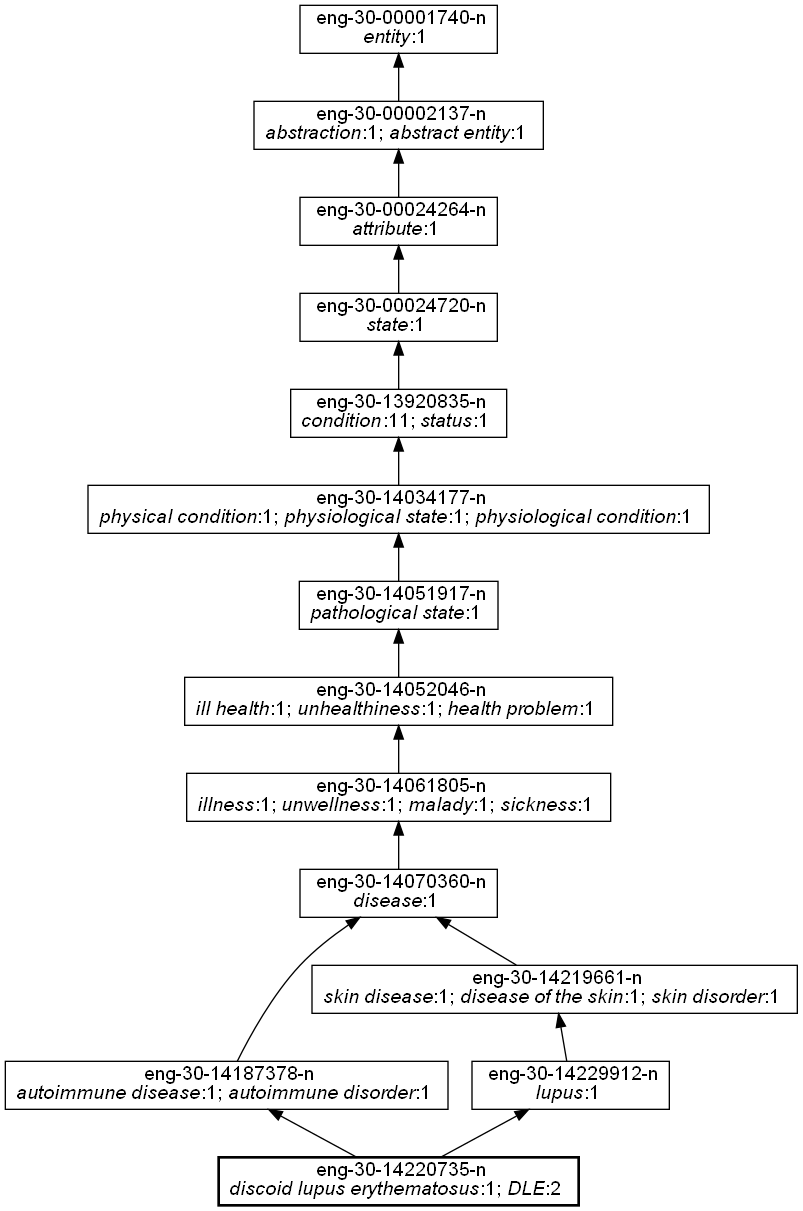 eng-30-00001740-n
entity:1
eng-30-00002137-n
abstraction:1; abstract entity:1
eng-30-00024264-n
attribute:1
eng-30-00024720-n
state:1
eng-30-13920835-n
condition:11; status:1
eng-30-14034177-n
physical condition:1; physiological state:1; physiological condition:1
eng-30-14051917-n
pathological state:1
eng-30-14052046-n
ill health:1; unhealthiness:1; health problem:1
eng-30-14061805-n
illness:1; unwellness:1; malady:1; sickness:1
eng-30-14070360-n
disease:1
eng-30-14219661-n
skin disease:1; disease of the skin:1; skin disorder:1
eng-30-14187378-n
autoimmune disease:1; autoimmune disorder:1
eng-30-14229912-n
lupus:1
eng-30-14220735-n
discoid lupus erythematosus:1; DLE:2